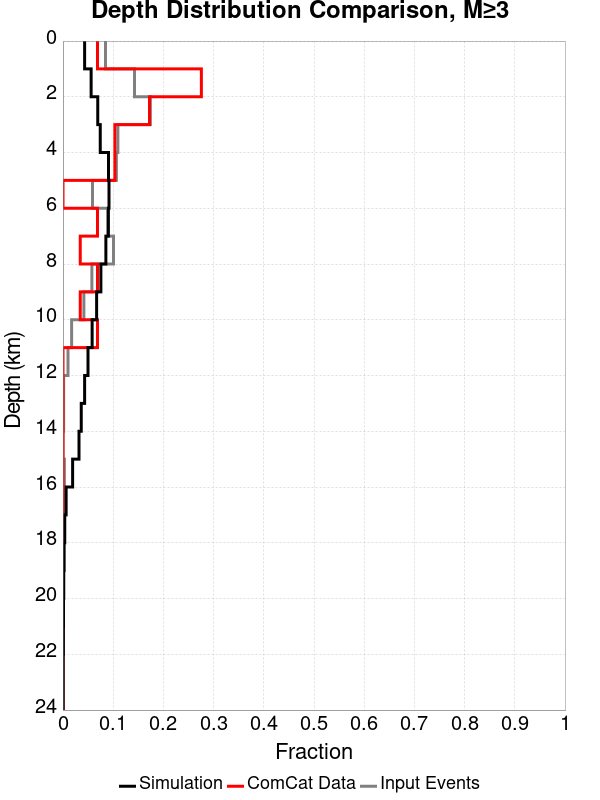 Depth Distribution Comparison, M≥3
0
2
4
6
8
10
12
14
16
18
20
22
24
Depth (km)
0 0.1 0.2 0.3 0.4 0.5 0.6 0.7 0.8 0.9 1
Fraction
Simulation ComCat Data Input Events